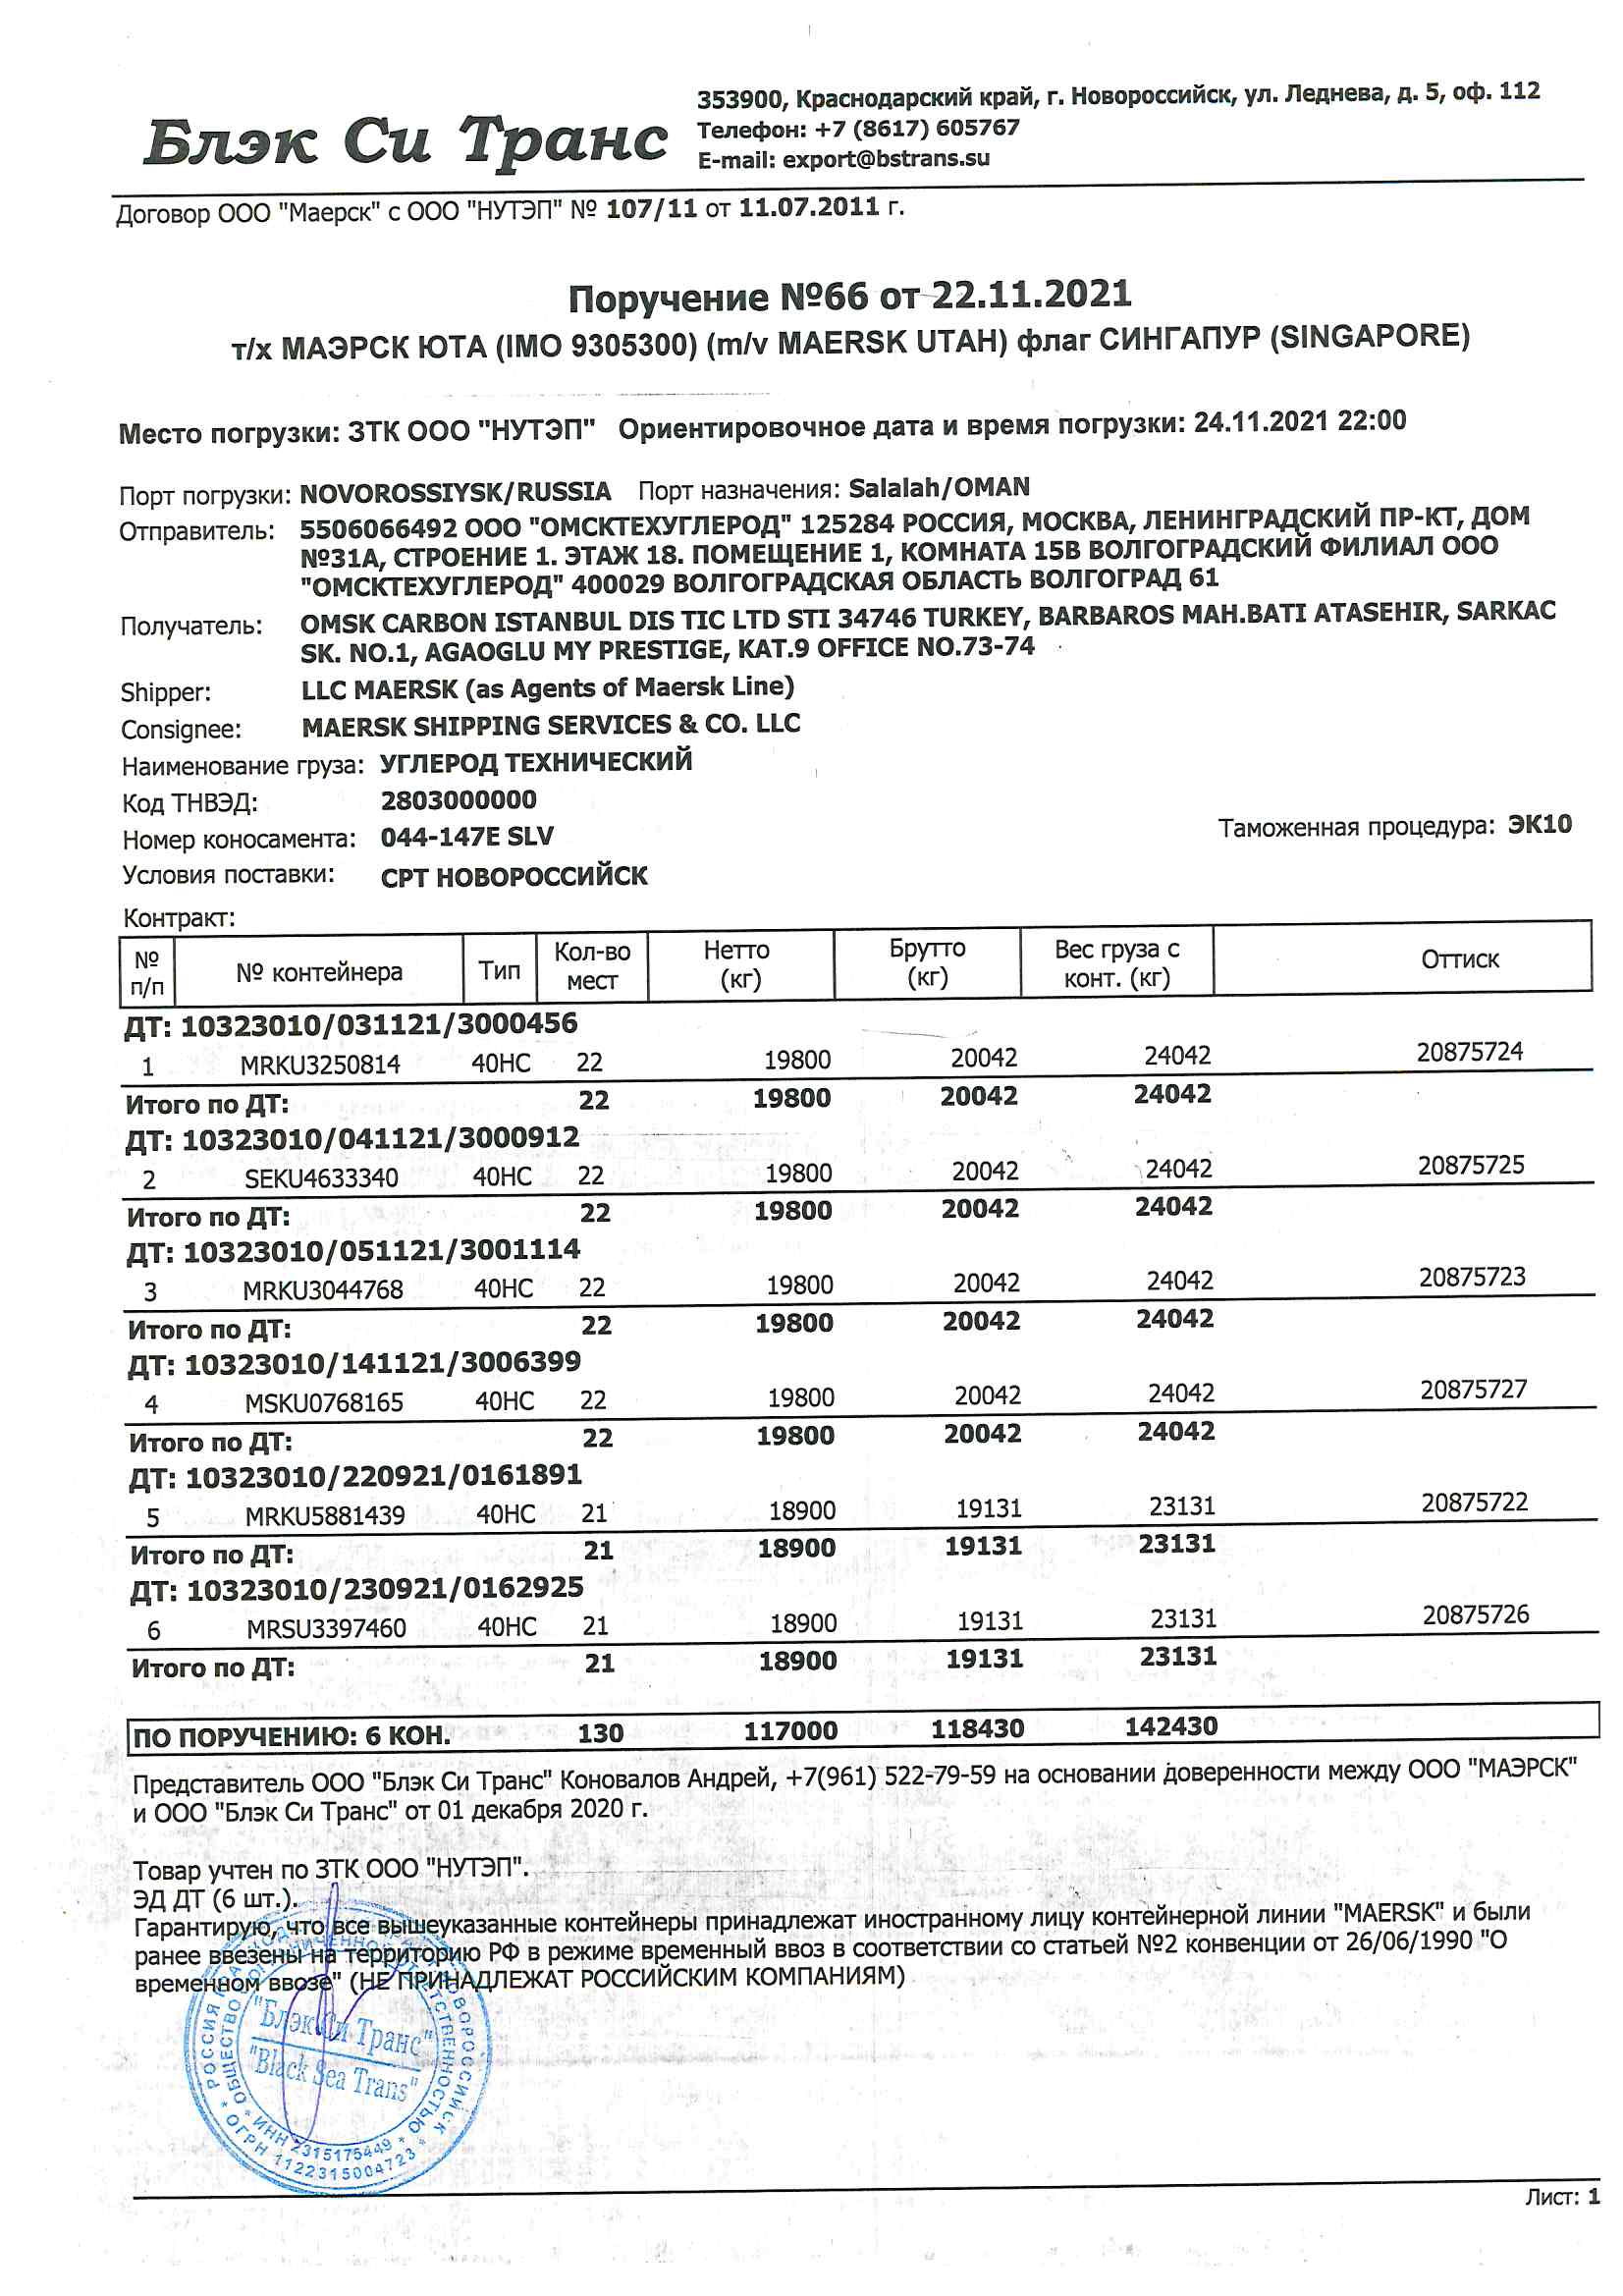 Блэк Си Транс
353900, Краснодарский край, г. Новороссийск, ул. Леднева, д. 5, оф. 112
Телефон: +7 (8617) 605767
E-mail: export@bstrans.su
Договор ООО "Маерск" с ООО "НУТЭП" № 107/11 от 11.07.2011 г.
Поручение №66 от 22.11.2021
т/х МАЭРСК ЮТА (IMO 9305300) (m/v MAERSK UTAH) флаг СИНГАПУР (SINGAPORE)
Место погрузки: ЗТК ООО "НУТЭП" Ориентировочное дата и время погрузки: 24.11.2021 22:00
Порт погрузки: NOVOROSSIYSK/RUSSIA Порт назначения: Salalah/OMAN
Отправитель: 5506066492 ООО "ОМСКТЕХУГЛЕРОД" 125284 РОССИЯ, МОСКВА, ЛЕНИНГРАДСКИЙ ПР-КТ, ДОМ
№31А, СТРОЕНИЕ 1. ЭТАЖ 18. ПОМЕЩЕНИЕ 1, КОМНАТА 15В ВОЛГОГРАДСКИЙ ФИЛИАЛ ООО
"ОМСКТЕХУГЛЕРОД" 400029 ВОЛГОГРАДСКАЯ ОБЛАСТЬ ВОЛГОГРАД 61
Получатель: OMSK CARBON ISTANBUL DIS TIC LTD STI 34746 TURKEY, BARBAROS MAH.BATI ATASEHIR, SARKAC
SK. NO.1, AGAOGLU MY PRESTIGE, KAT.9 OFFICE NO.73-74
Shipper: LLC MAERSK (as Agents of Maersk Line)
Consignee: MAERSK SHIPPING SERVICES & CO. LLC
Наименование груза: УГЛЕРОД ТЕХНИЧЕСКИЙ
Код ТНВЭД: 2803000000
Номер коносамента: 044-147E SLV Таможенная процедура: ЭК10
Условия поставки: СРТ НОВОРОССИЙСК
Контракт:
№ п/п № контейнера Тип Кол-во мест Нетто (кг) Брутто (кг) Вес груза с конт. (кг) Оттиск
ДТ: 10323010/031121/3000456
1 MRKU3250814 40HC 22 19800 20042 24042 20875724
Итого по ДТ: 22 19800 20042 24042
ДТ: 10323010/041121/3000912
2 SEKU4633340 40HC 22 19800 20042 24042 20875725
Итого по ДТ: 22 19800 20042 24042
ДТ: 10323010/051121/3001114
3 MRKU3044768 40HC 22 19800 20042 24042 20875723
Итого по ДТ: 22 19800 20042 24042
ДТ: 10323010/141121/3006399
4 MSKU0768165 40HC 22 19800 20042 24042 20875727
Итого по ДТ: 22 19800 20042 24042
ДТ: 10323010/220921/0161891
5 MRKU5881439 40HC 21 18900 19131 23131 20875722
Итого по ДТ: 21 18900 19131 23131
ДТ: 10323010/230921/0162925
6 MRSU3397460 40HC 21 18900 19131 23131 20875726
Итого по ДТ: 21 18900 19131 23131
ПО ПОРУЧЕНИЮ: 6 КОН. 130 117000 118430 142430
Представитель ООО "Блэк Си Транс" Коновалов Андрей, +7(961) 522-79-59 на основании доверенности между ООО "МАЭРСК"
и ООО "Блэк Си Транс" от 01 декабря 2020 г.
Товар учтен по ЗТК ООО "НУТЭП".
ЭД ДТ (6 шт.).
Гарантирую, что все вышеуказанные контейнеры принадлежат иностранному лицу контейнерной линии "MAERSK" и были
ранее ввезены на территорию РФ в режиме временный ввоз в соответствии со статьей №2 конвенции от 26/06/1990 "О
временном ввозе" (НЕ ПРИНАДЛЕЖАТ РОССИЙСКИМ КОМПАНИЯМ)
"Блэк Си Транс"
"Black Sea Trans"
ОБЩЕСТВО С ОГРАНИЧЕННОЙ ОТВЕТСТВЕННОСТЬЮ * ИНН 2315175449 *
НОВОРОССИЙСК * ОГРН 1122315004723 * РОССИЯ
Лист: 1